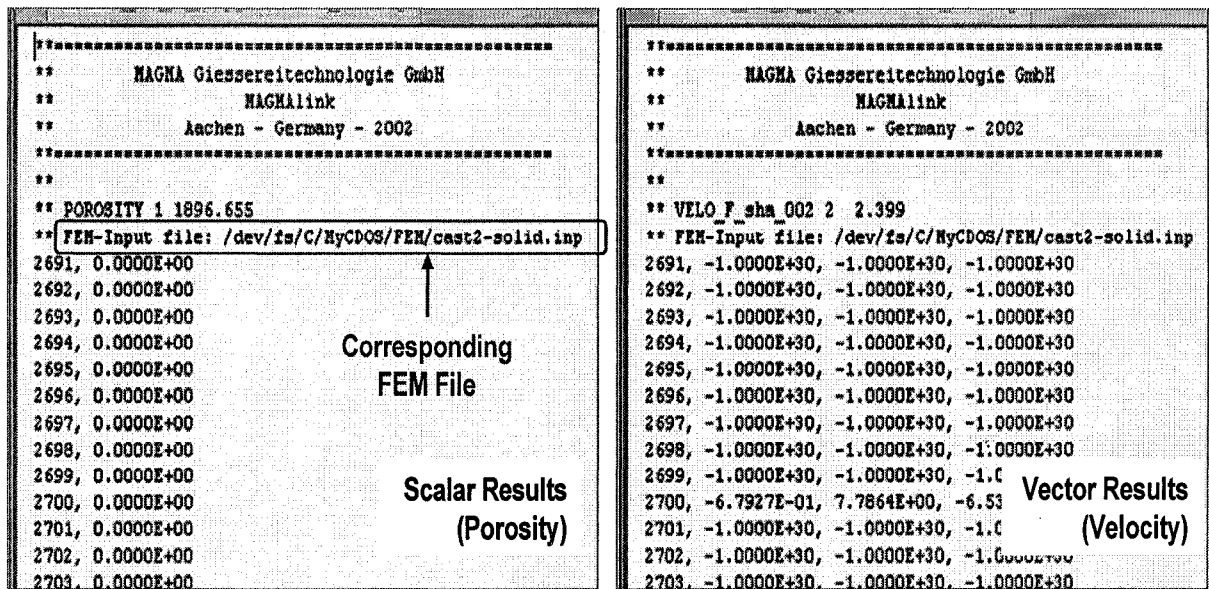 **==================================================
** MAGMA Giessereitechnologie GmbH
** MAGMAlink
** Aachen - Germany - 2002
**==================================================
**
** POROSITY 1 1896.655
** FEM-Input file: /dev/fs/C/MyCDOS/FEM/cast2-solid.inp
2691, 0.0000E+00
2692, 0.0000E+00
2693, 0.0000E+00
2694, 0.0000E+00
2695, 0.0000E+00
2696, 0.0000E+00
2697, 0.0000E+00
2698, 0.0000E+00
2699, 0.0000E+00
2700, 0.0000E+00
2701, 0.0000E+00
2702, 0.0000E+00
2703, 0.0000E+00
Corresponding
FEM File
Scalar Results
(Porosity)
**==================================================
** MAGMA Giessereitechnologie GmbH
** MAGMAlink
** Aachen - Germany - 2002
**==================================================
**
** VELO_F_sha_002 2 2.399
** FEM-Input file: /dev/fs/C/MyCDOS/FEM/cast2-solid.inp
2691, -1.0000E+30, -1.0000E+30, -1.0000E+30
2692, -1.0000E+30, -1.0000E+30, -1.0000E+30
2693, -1.0000E+30, -1.0000E+30, -1.0000E+30
2694, -1.0000E+30, -1.0000E+30, -1.0000E+30
2695, -1.0000E+30, -1.0000E+30, -1.0000E+30
2696, -1.0000E+30, -1.0000E+30, -1.0000E+30
2697, -1.0000E+30, -1.0000E+30, -1.0000E+30
2698, -1.0000E+30, -1.0000E+30, -1.0000E+30
2699, -1.0000E+30, -1.0000E+30, -1.0
2700, -6.7927E-01, 7.7864E+00, -6.53
2701, -1.0000E+30, -1.0000E+30, -1.0
2702, -1.0000E+30, -1.0000E+30,
2703, -1.0000E+30, -1.0000E+30, -1.0000E+30
Vector Results
(Velocity)